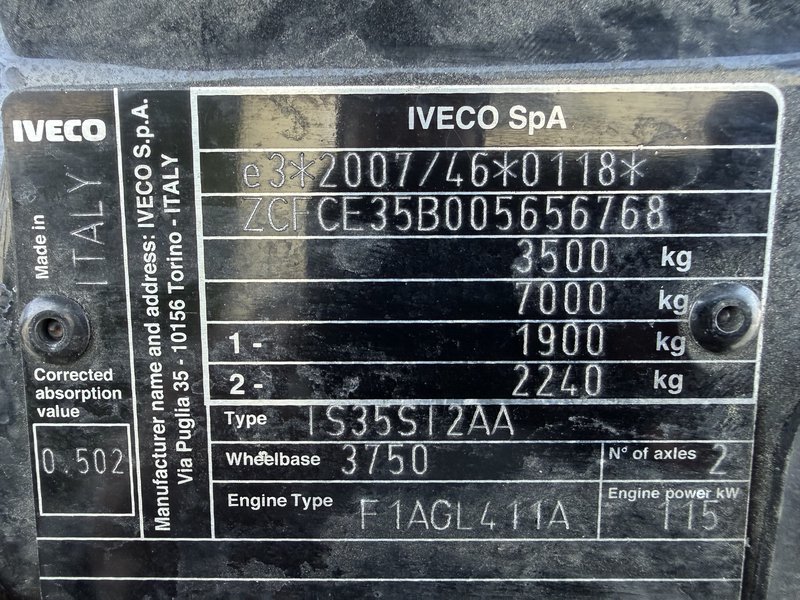 IVECO
Made in ITALY
Corrected
absorption
value
0.502
Manufacturer name and address: IVECO S.p.A.
Via Puglia 35 - 10156 Torino - ITALY
IVECO SpA
e3*2007/46*0118*
ZCFCE35B005656768
3500 kg
7000 kg
1- 1900 kg
2- 2240 kg
Type IS35SI2AA
Wheelbase 3750
N° of axles 2
Engine Type F1AGL411A
Engine power kW
115